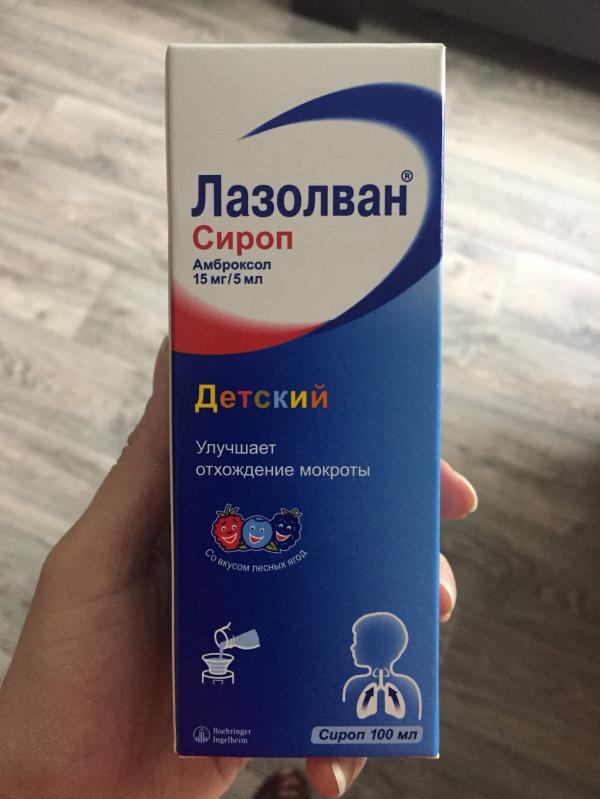 Лазолван®
Сироп
Амброксол
15 мг/5 мл
Детский
Улучшает
отхождение мокроты
Со вкусом лесных ягод
Boehringer
Ingelheim
Сироп 100 мл